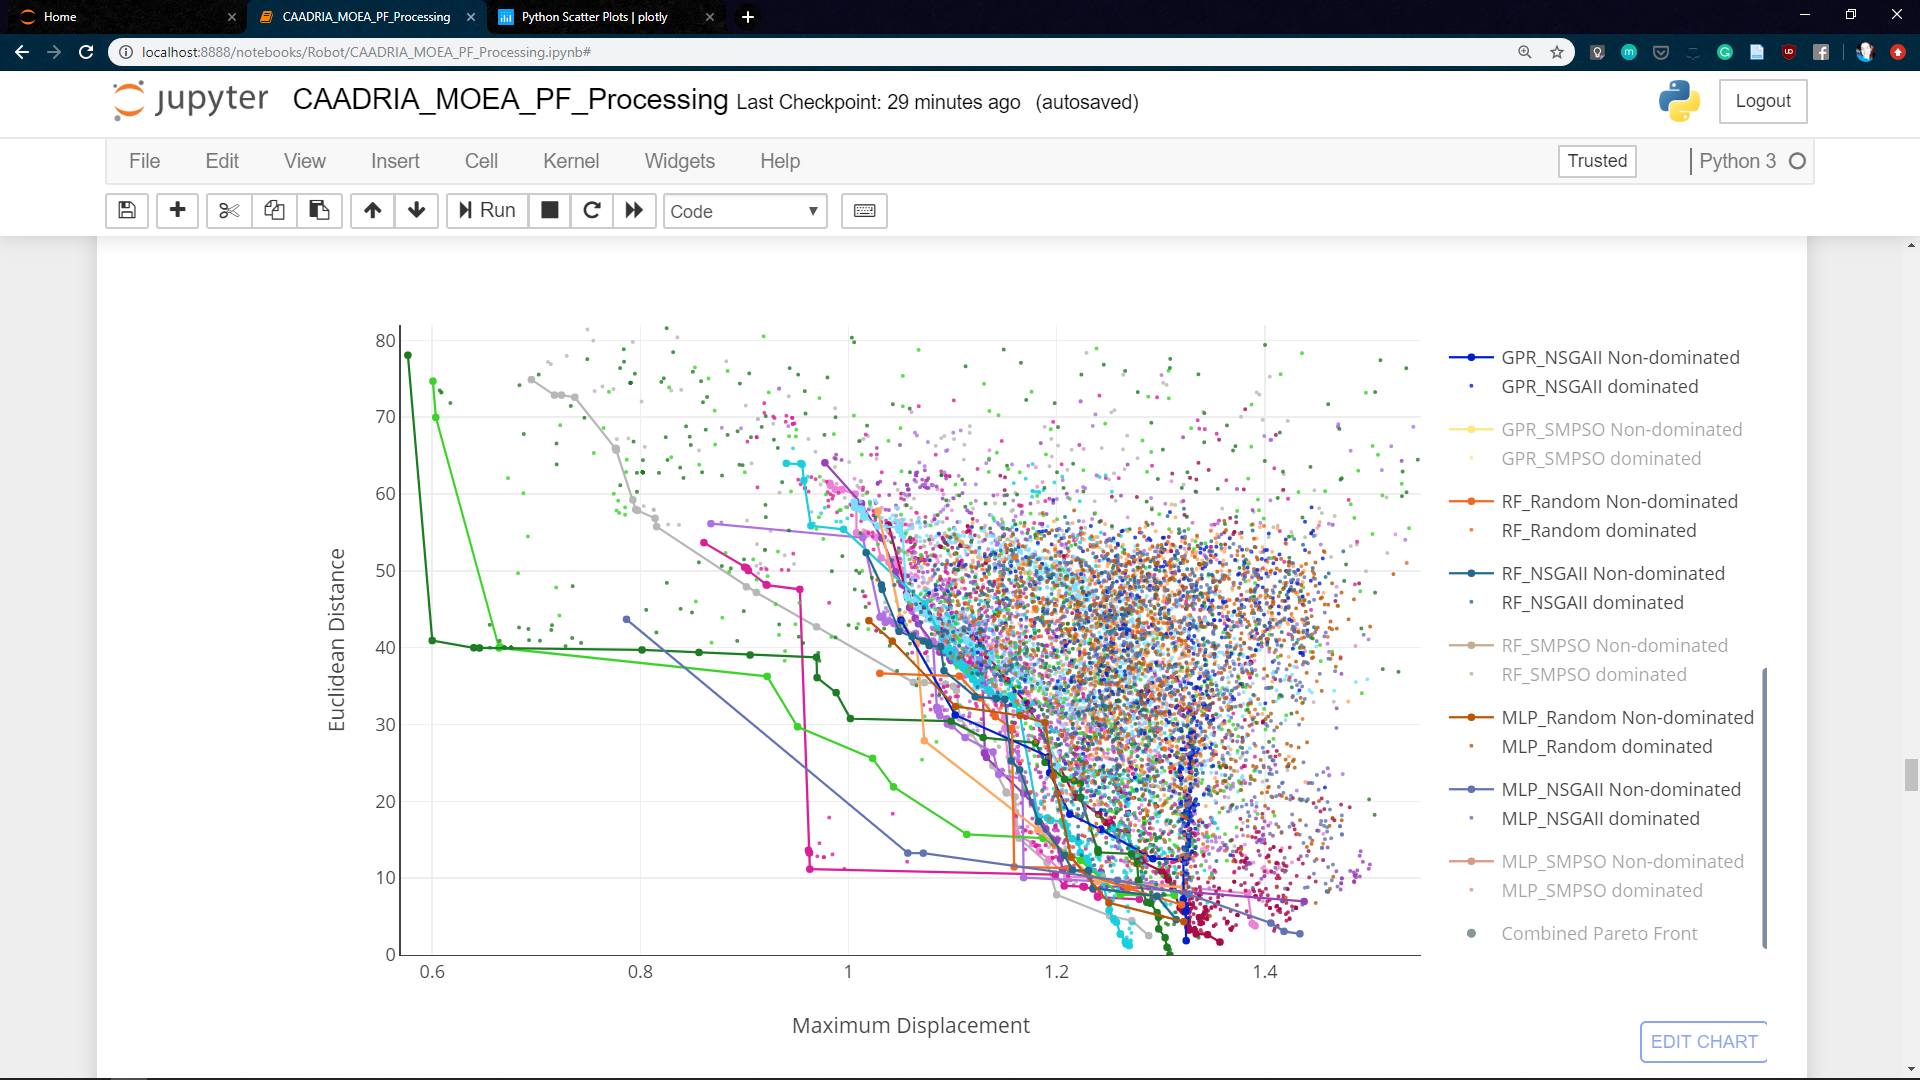 Home
CAADRIA_MOEA_PF_Processing
Python Scatter Plots | plotly
localhost:8888/notebooks/Robot/CAADRIA_MOEA_PF_Processing.ipynb#
jupyter CAADRIA_MOEA_PF_Processing Last Checkpoint: 29 minutes ago (autosaved)
Logout
File Edit View Insert Cell Kernel Widgets Help
Trusted
Python 3
Run
Code
80
70
60
50
40
30
20
10
0
Euclidean Distance
0.6 0.8 1 1.2 1.4
Maximum Displacement
GPR_NSGAII Non-dominated
GPR_NSGAII dominated
GPR_SMPSO Non-dominated
GPR_SMPSO dominated
RF_Random Non-dominated
RF_Random dominated
RF_NSGAII Non-dominated
RF_NSGAII dominated
RF_SMPSO Non-dominated
RF_SMPSO dominated
MLP_Random Non-dominated
MLP_Random dominated
MLP_NSGAII Non-dominated
MLP_NSGAII dominated
MLP_SMPSO Non-dominated
MLP_SMPSO dominated
Combined Pareto Front
EDIT CHART